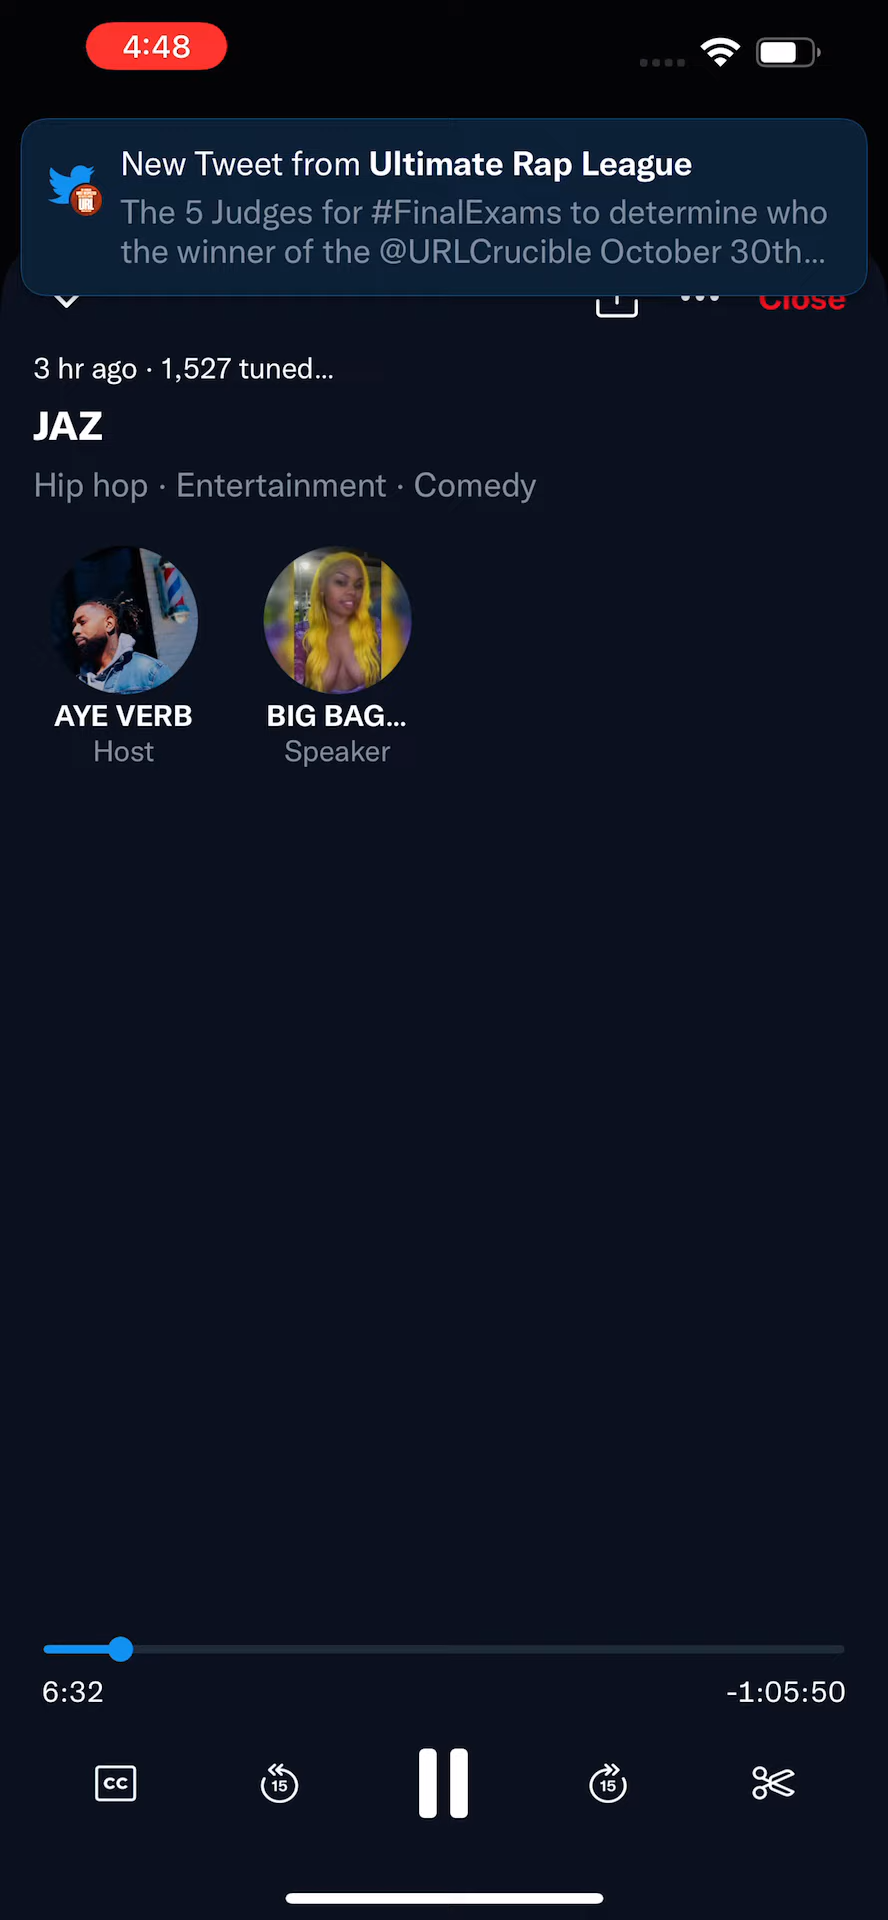 4:48
New Tweet from Ultimate Rap League
The 5 Judges for #FinalExams to determine who
the winner of the @URLCrucible October 30th...
URL
Close
3 hr ago · 1,527 tuned...
JAZ
Hip hop · Entertainment · Comedy
AYE VERB
Host
BIG BAG...
Speaker
6:32
-1:05:50
CC
15
15